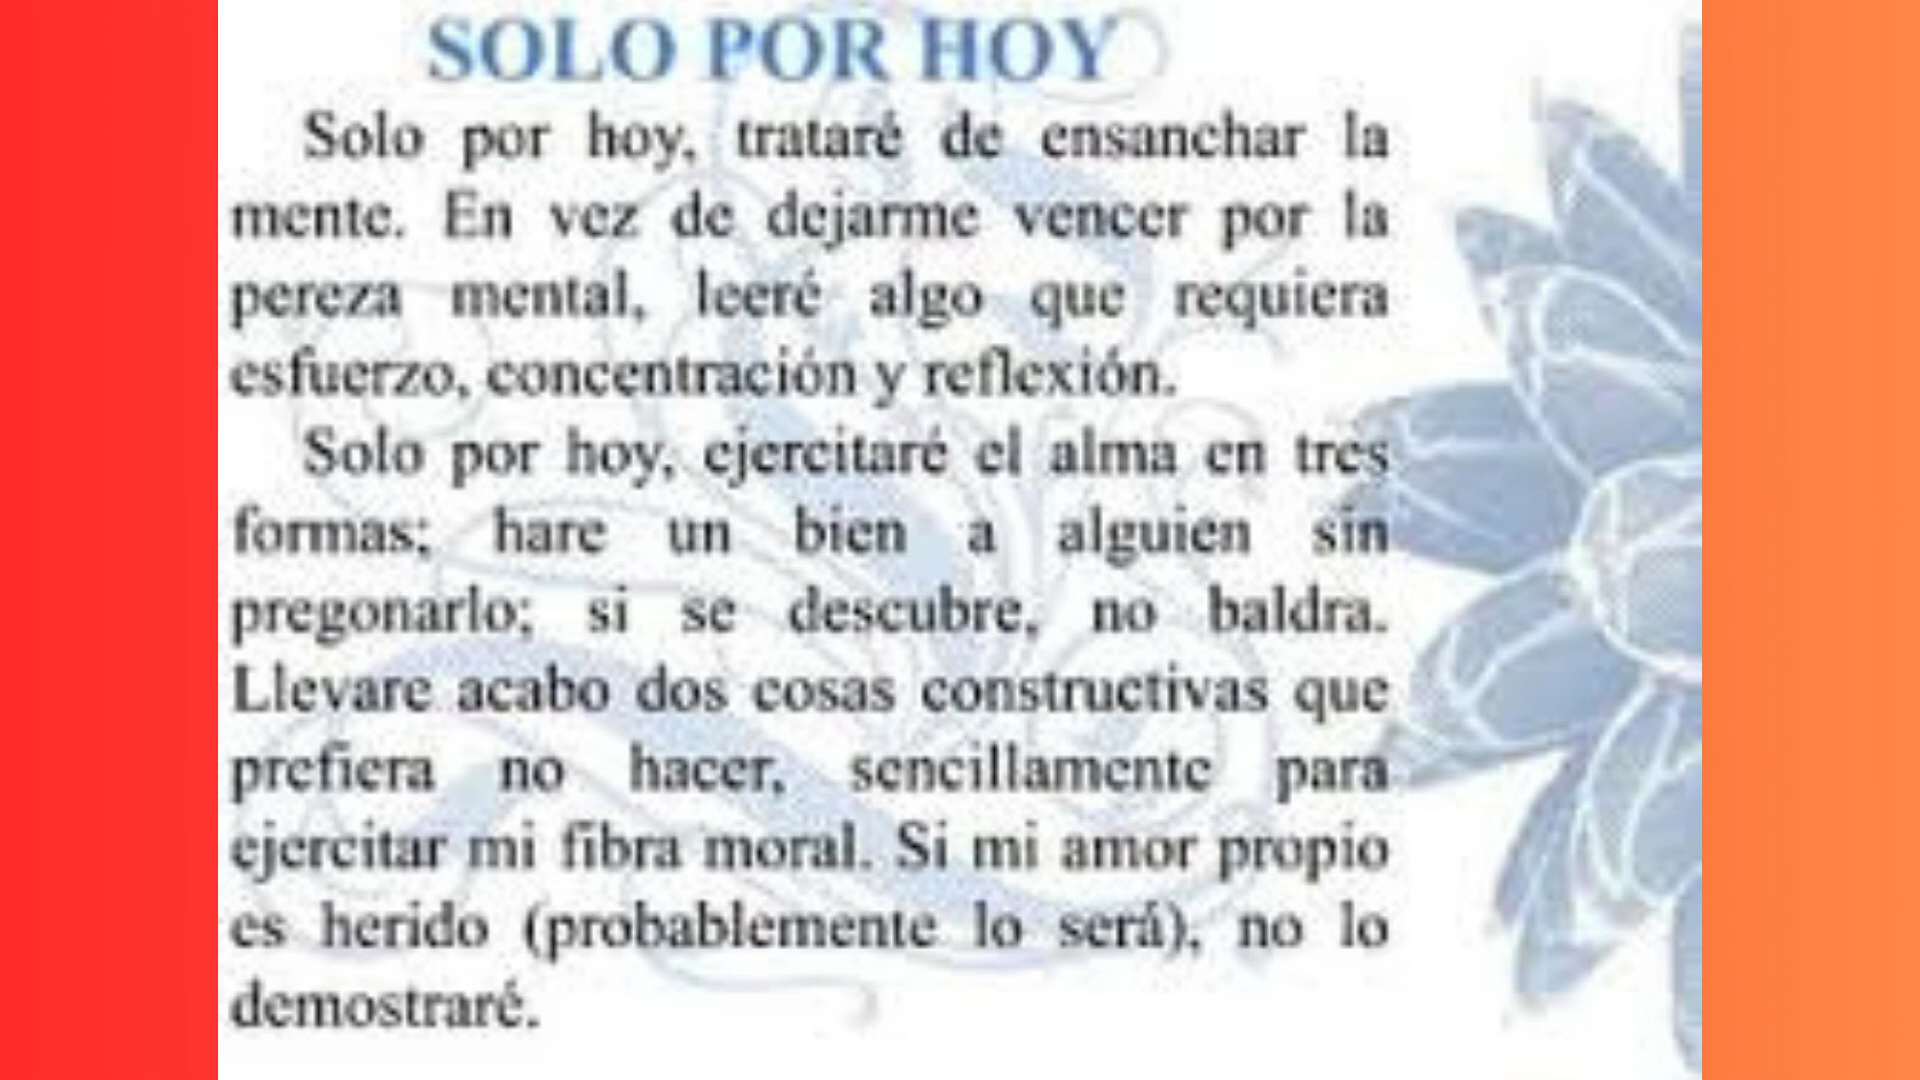 SOLO POR HOY
Solo por hoy, trataré de ensanchar la
mente. En vez de dejarme vencer por la
pereza mental, leeré algo que requiera
esfuerzo, concentración y reflexión.
Solo por hoy, ejercitaré el alma en tres
formas; hare un bien a alguien sin
pregonarlo; si se descubre, no baldra.
Llevare acabo dos cosas constructivas que
prefiera no hacer, sencillamente para
ejercitar mi fibra moral. Si mi amor propio
es herido (probablemente lo será), no lo
demostraré.